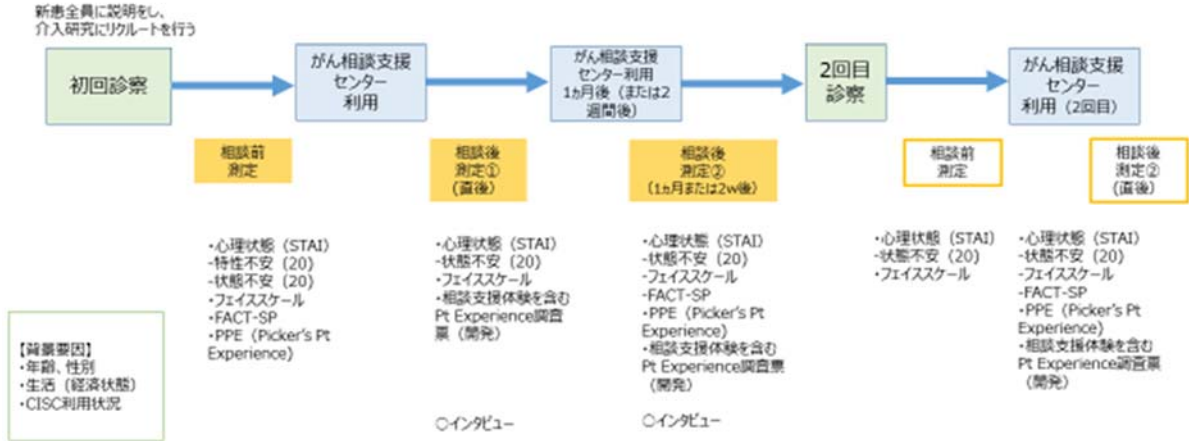 新患全員に説明をし、
介入研究にリクルートを行う
初回診察
がん相談支援
センター
利用
がん相談支援
センター利用
1ヵ月後（または2
週間後）
2回目
診察
がん相談支援
センター
利用（2回目）
相談前
測定
相談後
測定①
(直後)
相談後
測定②
（1ヵ月または2w後）
相談前
測定
相談後
測定②
(直後)
・心理状態（STAI）
-特性不安（20）
-状態不安（20）
・フェイススケール
・FACT-SP
・PPE（Picker's Pt
Experience）
・心理状態（STAI）
-状態不安（20）
・フェイススケール
・相談支援体験を含む
Pt Experience調査
票（開発）
○インタビュー
・心理状態（STAI）
-状態不安（20）
-フェイススケール
-FACT-SP
・PPE（Picker's Pt
Experience）
・相談支援体験を含む
Pt Experience調査票
（開発）
○インタビュー
・心理状態（STAI）
-状態不安（20）
・フェイススケール
・心理状態（STAI）
-状態不安（20）
-フェイススケール
-FACT-SP
・PPE（Picker's Pt
Experience）
・相談支援体験を含む
Pt Experience調査票
（開発）
【背景要因】
・年齢、性別
・生活（経済状態）
・CISC利用状況